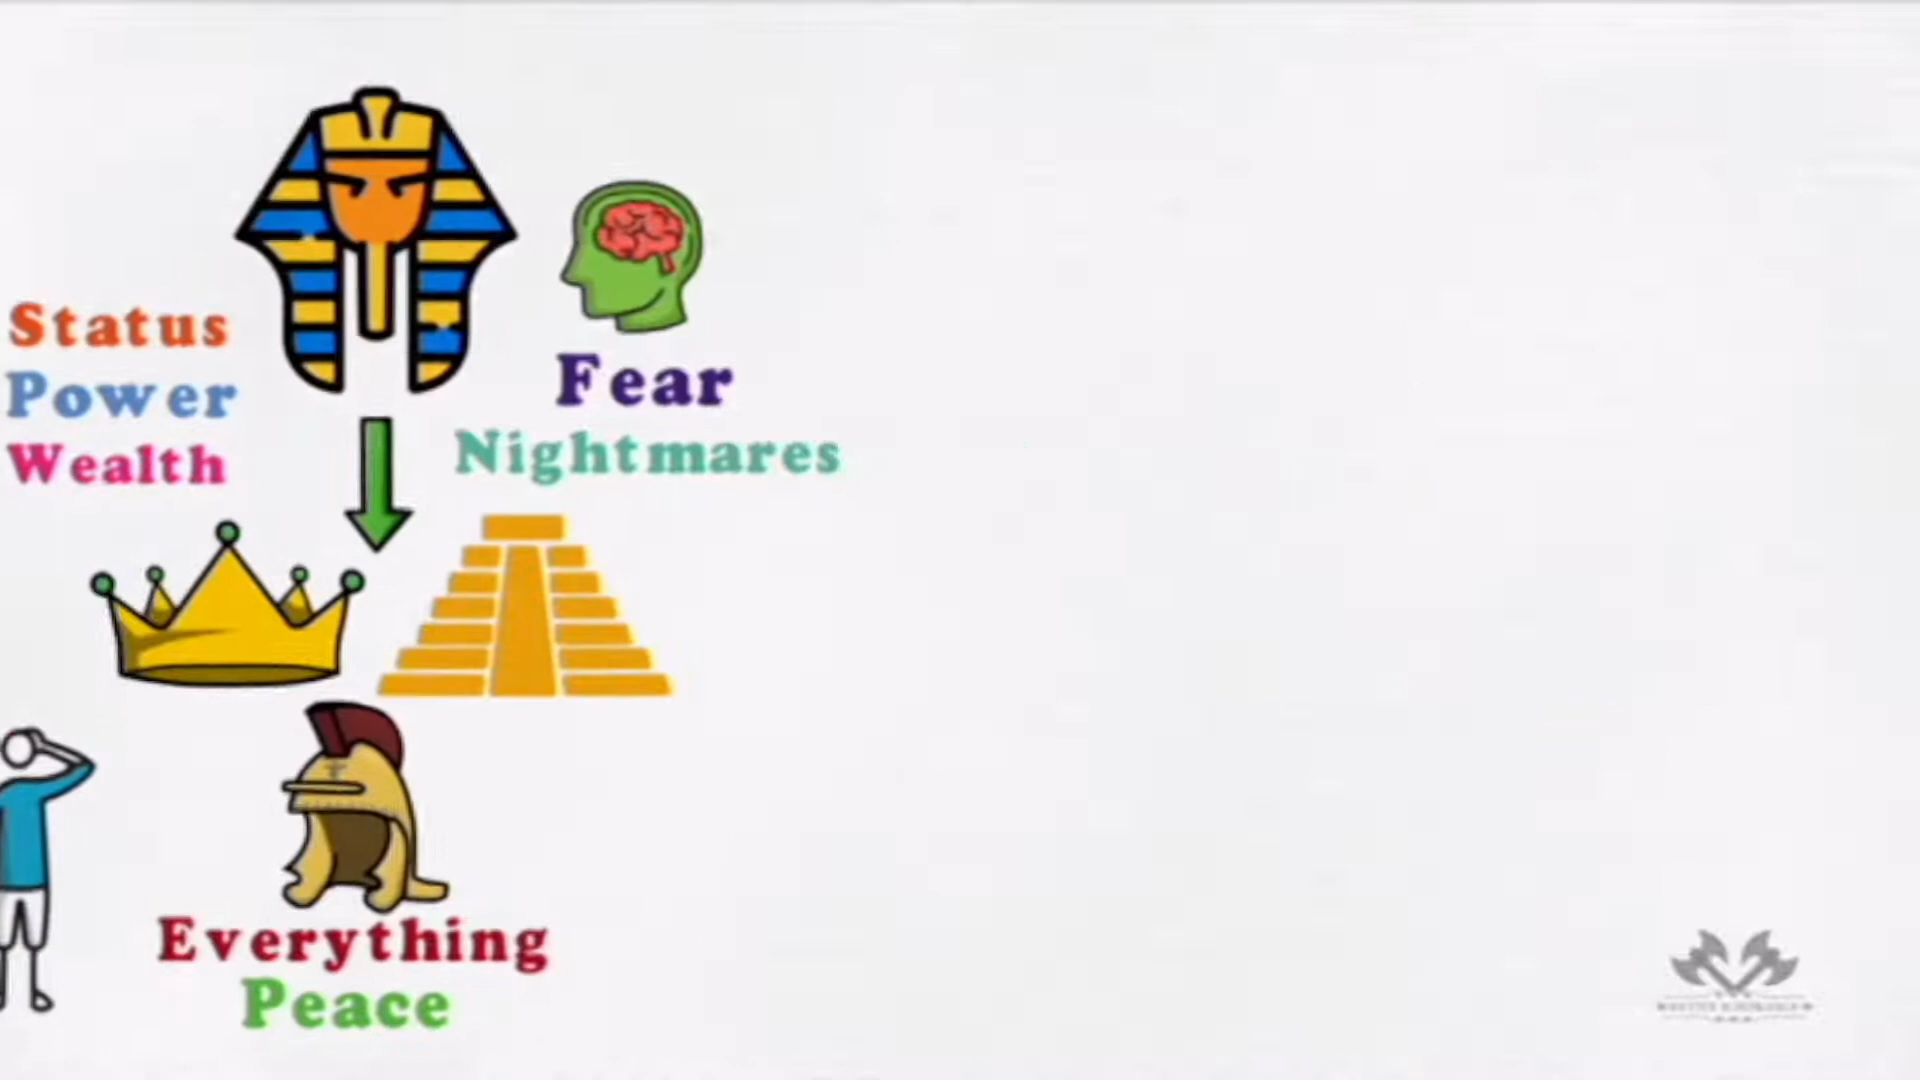 Status
Power
Wealth
Fear
Nightmares
Everything
Peace